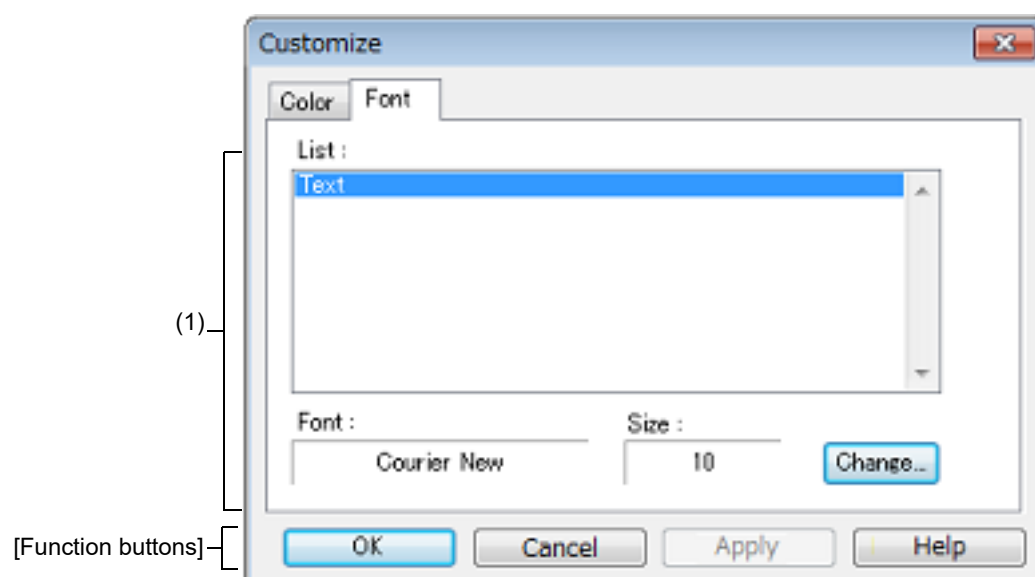 Customize
Color Font
List :
Text
(1)
Font : Size :
Courier New 10 Change...
[Function buttons] OK Cancel Apply Help